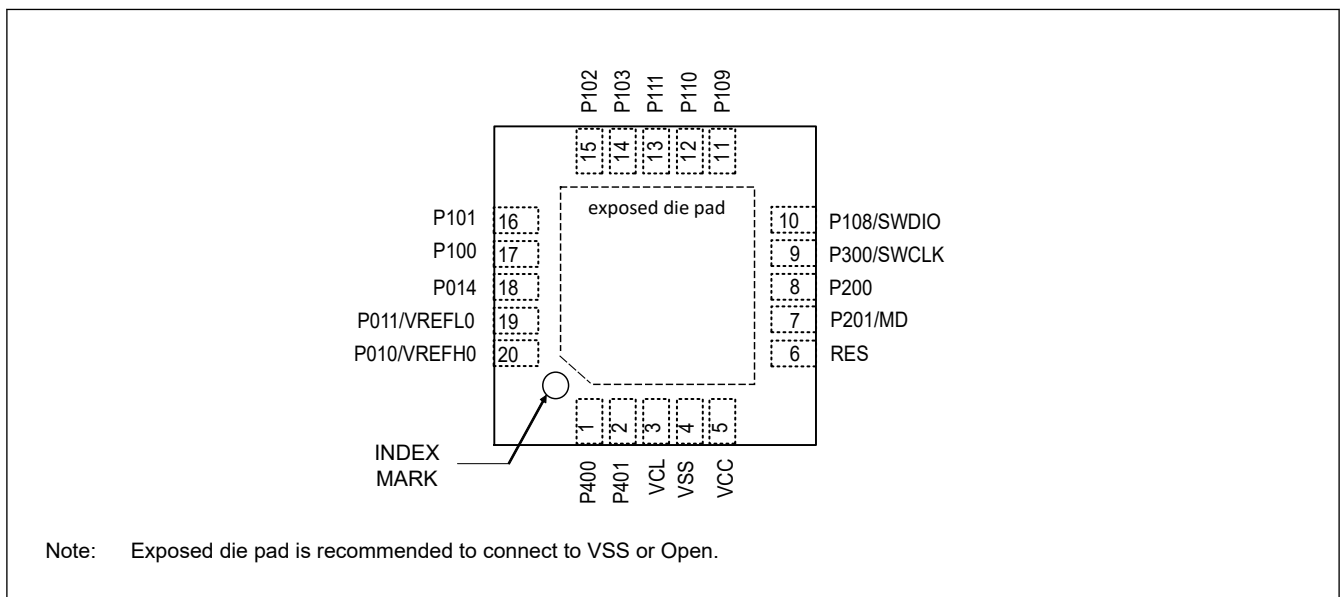 P102 P103 P111 P110 P109
15 14 13 12 11
exposed die pad
P101 16
P100 17
P014 18
P011/VREFL0 19
P010/VREFH0 20
10 P108/SWDIO
9 P300/SWCLK
8 P200
7 P201/MD
6 RES
INDEX
MARK
1 2 3 4 5
P400 P401 VCL VSS VCC
Note: Exposed die pad is recommended to connect to VSS or Open.